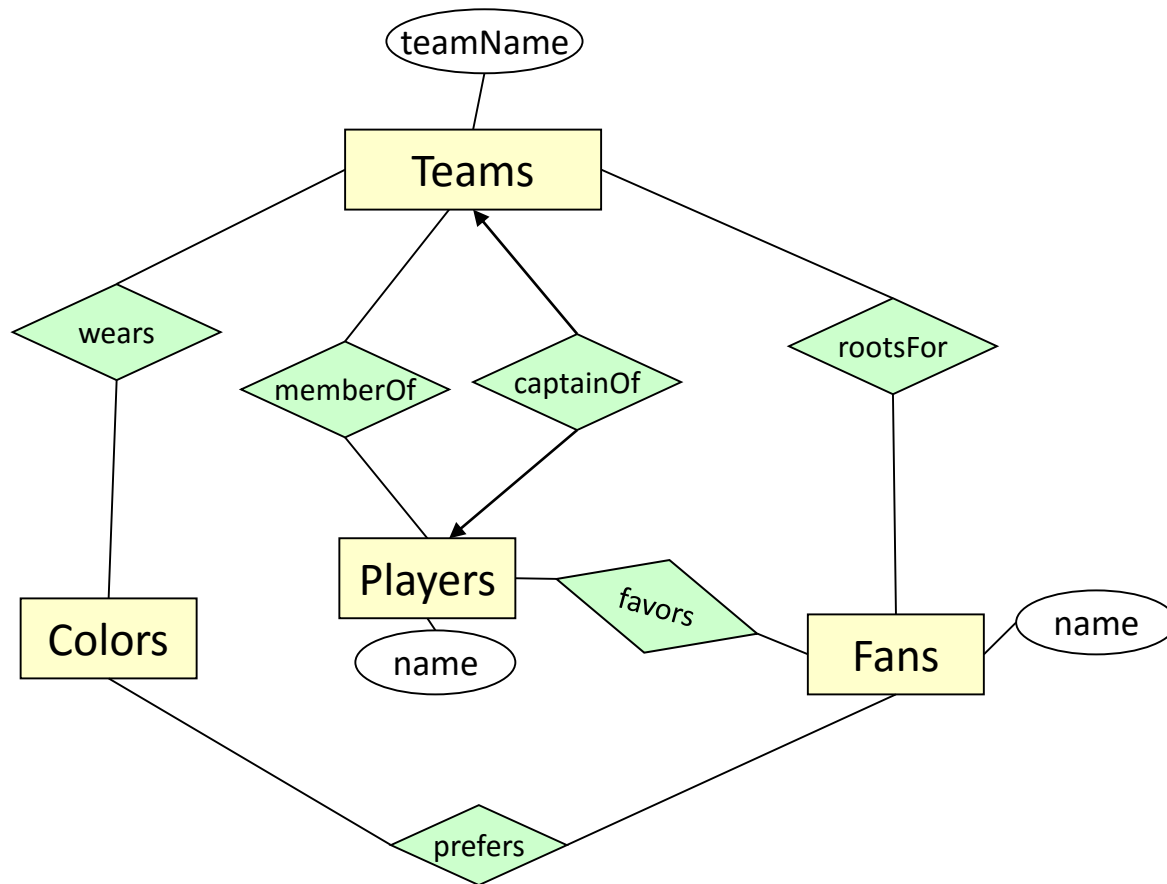 teamName
Teams
wears
rootsFor
memberOf
captainOf
Players
favors
Colors
name
Fans
name
prefers